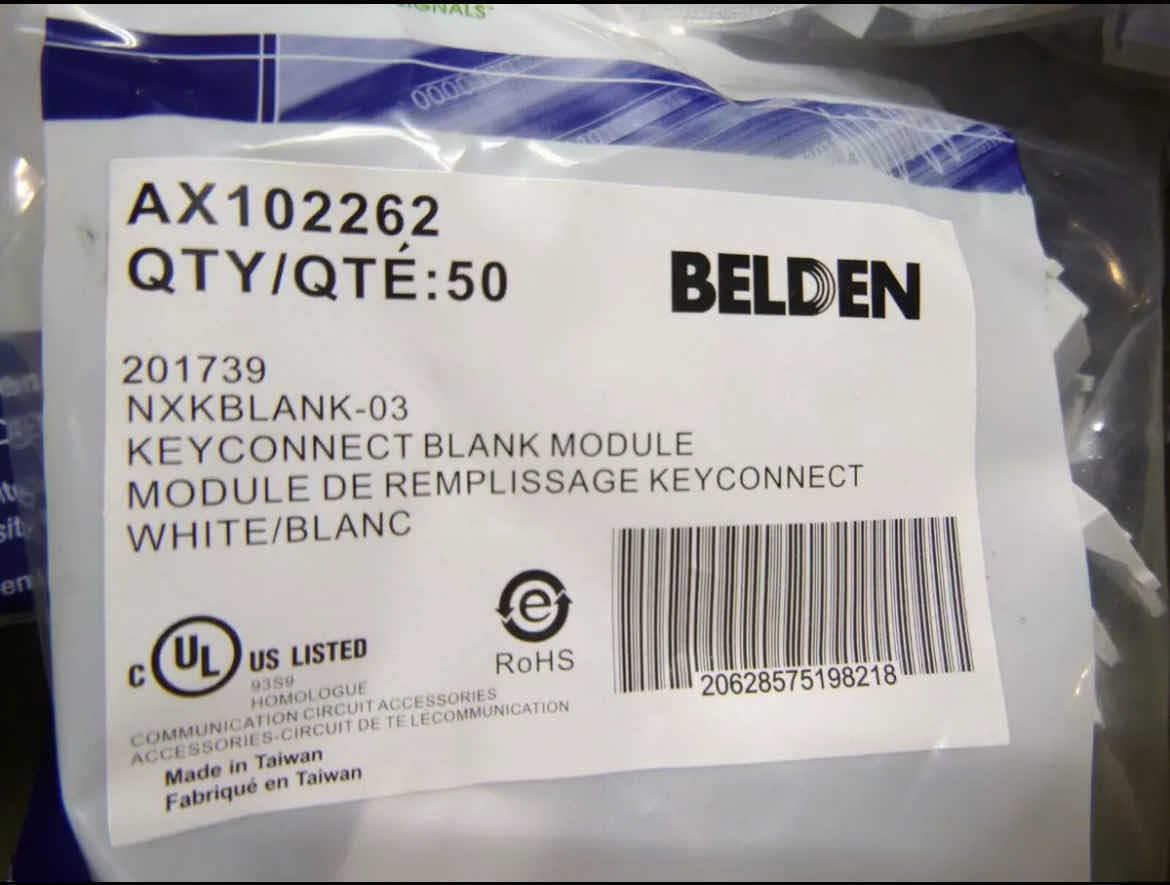 AX102262
QTY/QTÉ:50
BELDEN
201739
NXKBLANK-03
KEYCONNECT BLANK MODULE
MODULE DE REMPLISSAGE KEYCONNECT
WHITE/BLANC
C UL US LISTED
93S9
HOMOLOGUE
COMMUNICATION CIRCUIT ACCESSORIES
ACCESSORIES-CIRCUIT DE TE LECOMMUNICATION
Made in Taiwan
Fabriqué en Taiwan
e
RoHS
20628575198218